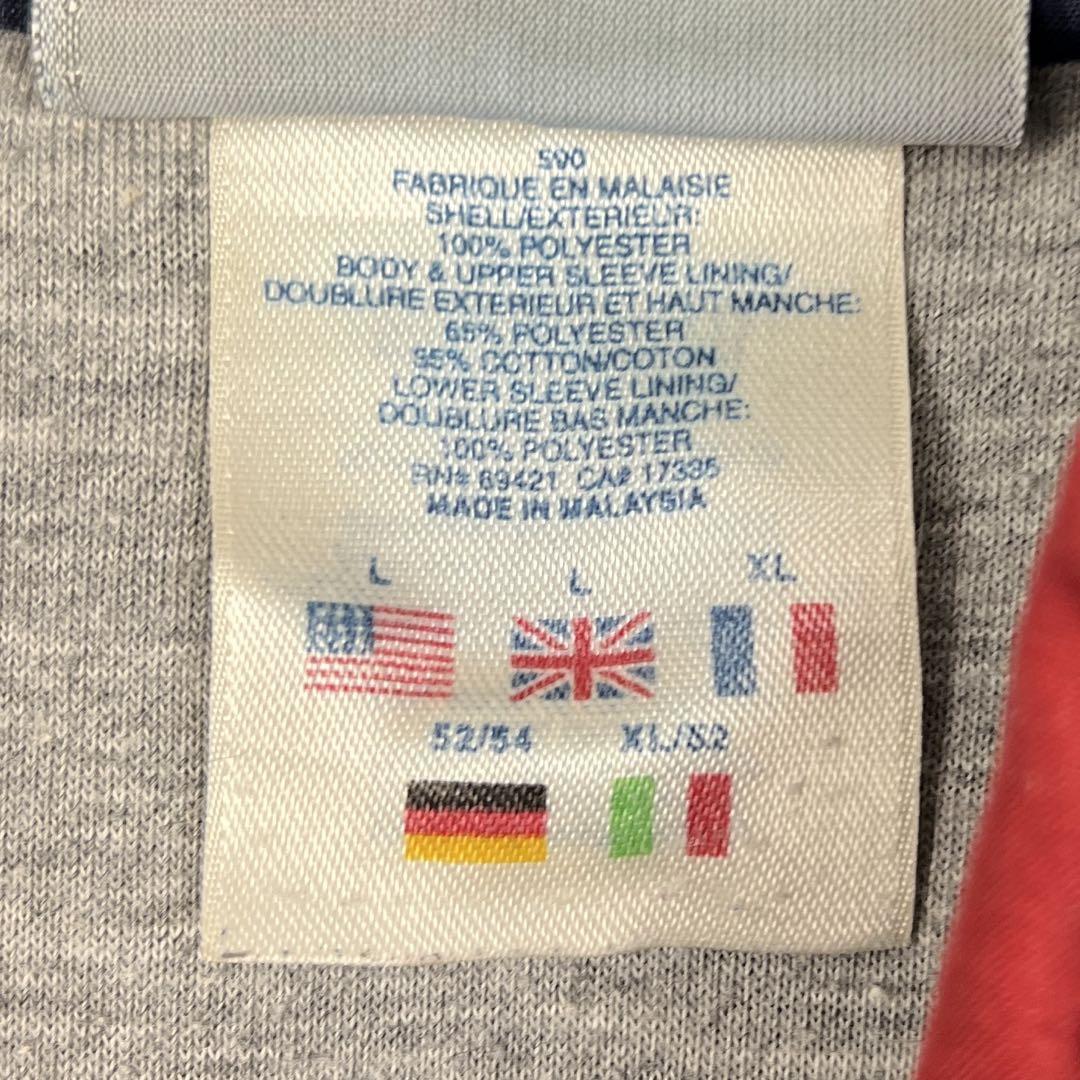 590
FABRIQUE EN MALAISIE
SHELL/EXTERIEUR:
100% POLYESTER
BODY & UPPER SLEEVE LINING/
DOUBLURE EXTERIEUR ET HAUT MANCHE:
65% POLYESTER
35% COTTON/COTON
LOWER SLEEVE LINING/
DOUBLURE BAS MANCHE:
100% POLYESTER
RN# 69421 CA# 17335
MADE IN MALAYSIA
L L XL
52/54 XL/52